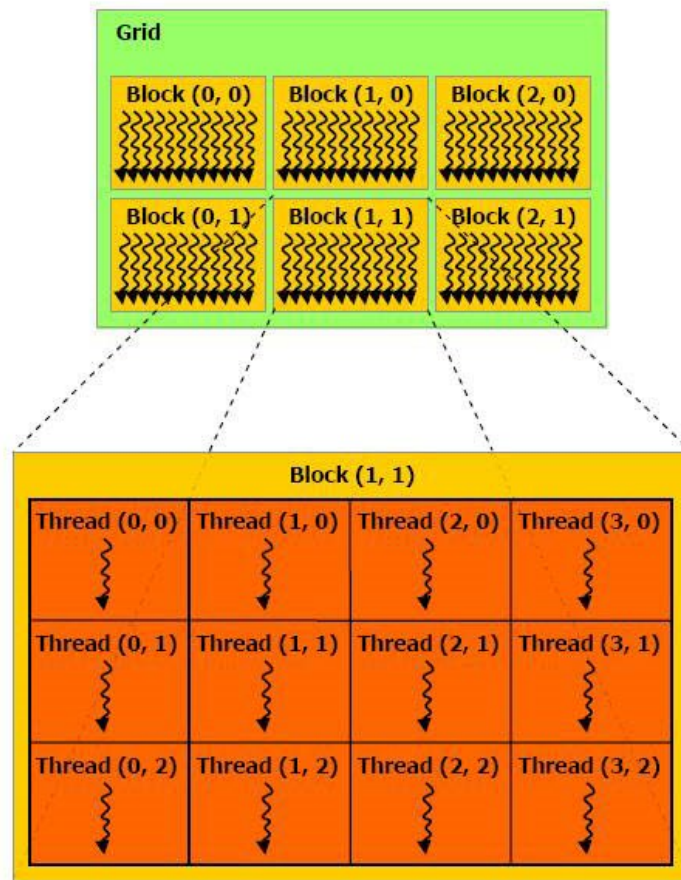 Grid
Block (0, 0) Block (1, 0) Block (2, 0)
Block (0, 1) Block (1, 1) Block (2, 1)
Block (1, 1)
Thread (0, 0) Thread (1, 0) Thread (2, 0) Thread (3, 0)
Thread (0, 1) Thread (1, 1) Thread (2, 1) Thread (3, 1)
Thread (0, 2) Thread (1, 2) Thread (2, 2) Thread (3, 2)